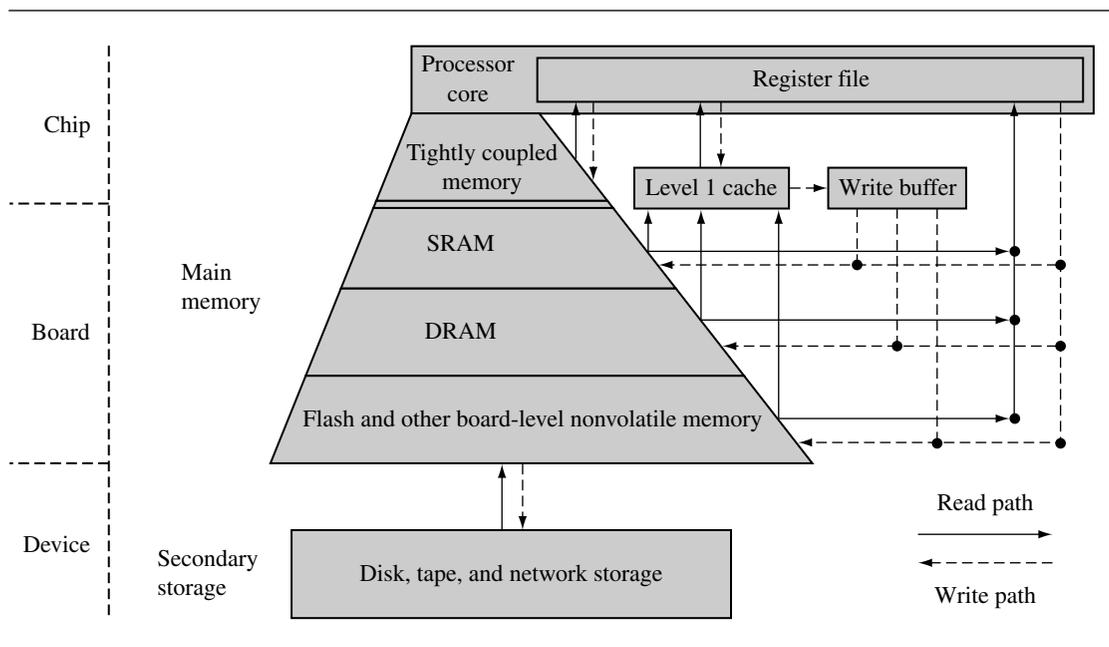 Processor
core
Register file
Chip
Tightly coupled
memory
Level 1 cache
Write buffer
SRAM
Main
memory
Board
DRAM
Flash and other board-level nonvolatile memory
Read path
Device
Secondary
storage
Disk, tape, and network storage
Write path